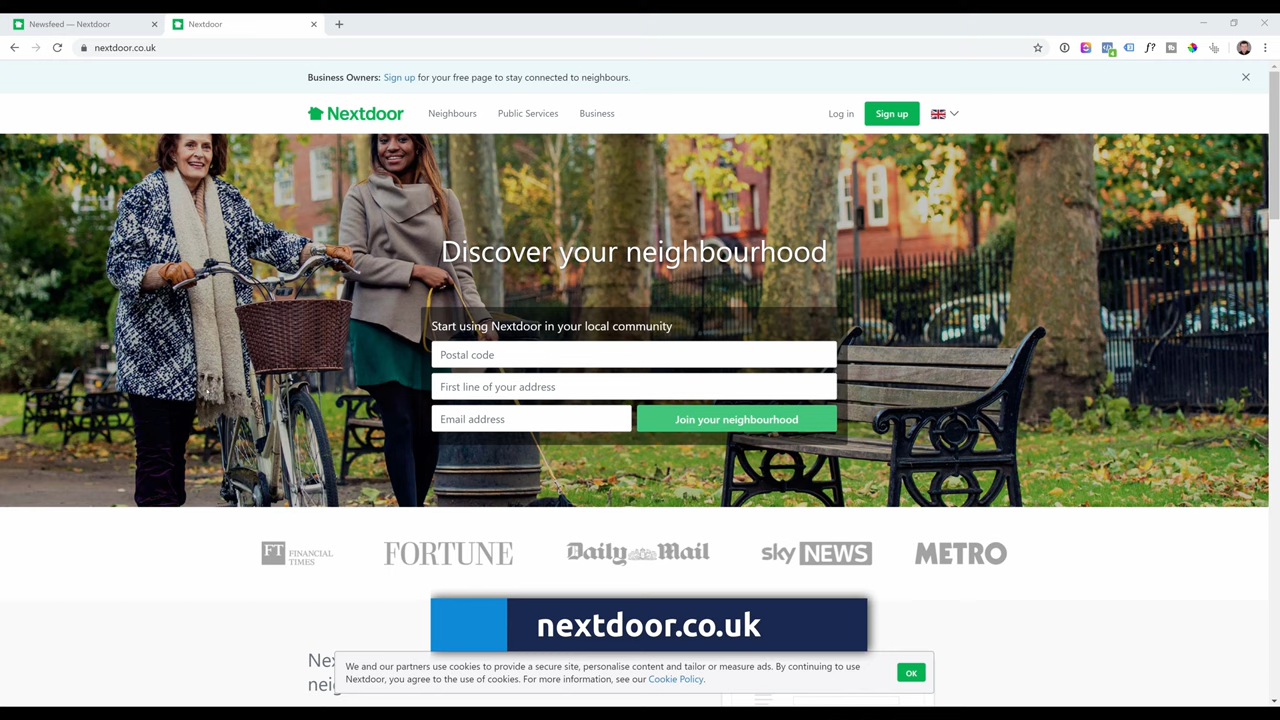 Newsfeed — Nextdoor
Nextdoor
nextdoor.co.uk
Business Owners: Sign up for your free page to stay connected to neighbours.
Nextdoor
Neighbours
Public Services
Business
Log in
Sign up
Discover your neighbourhood
Start using Nextdoor in your local community
Postal code
First line of your address
Email address
Join your neighbourhood
FT FINANCIAL
TIMES
FORTUNE
Daily Mail
sky NEWS
METRO
nextdoor.co.uk
We and our partners use cookies to provide a secure site, personalise content and tailor or measure ads. By continuing to use
Nextdoor, you agree to the use of cookies. For more information, see our Cookie Policy.
OK